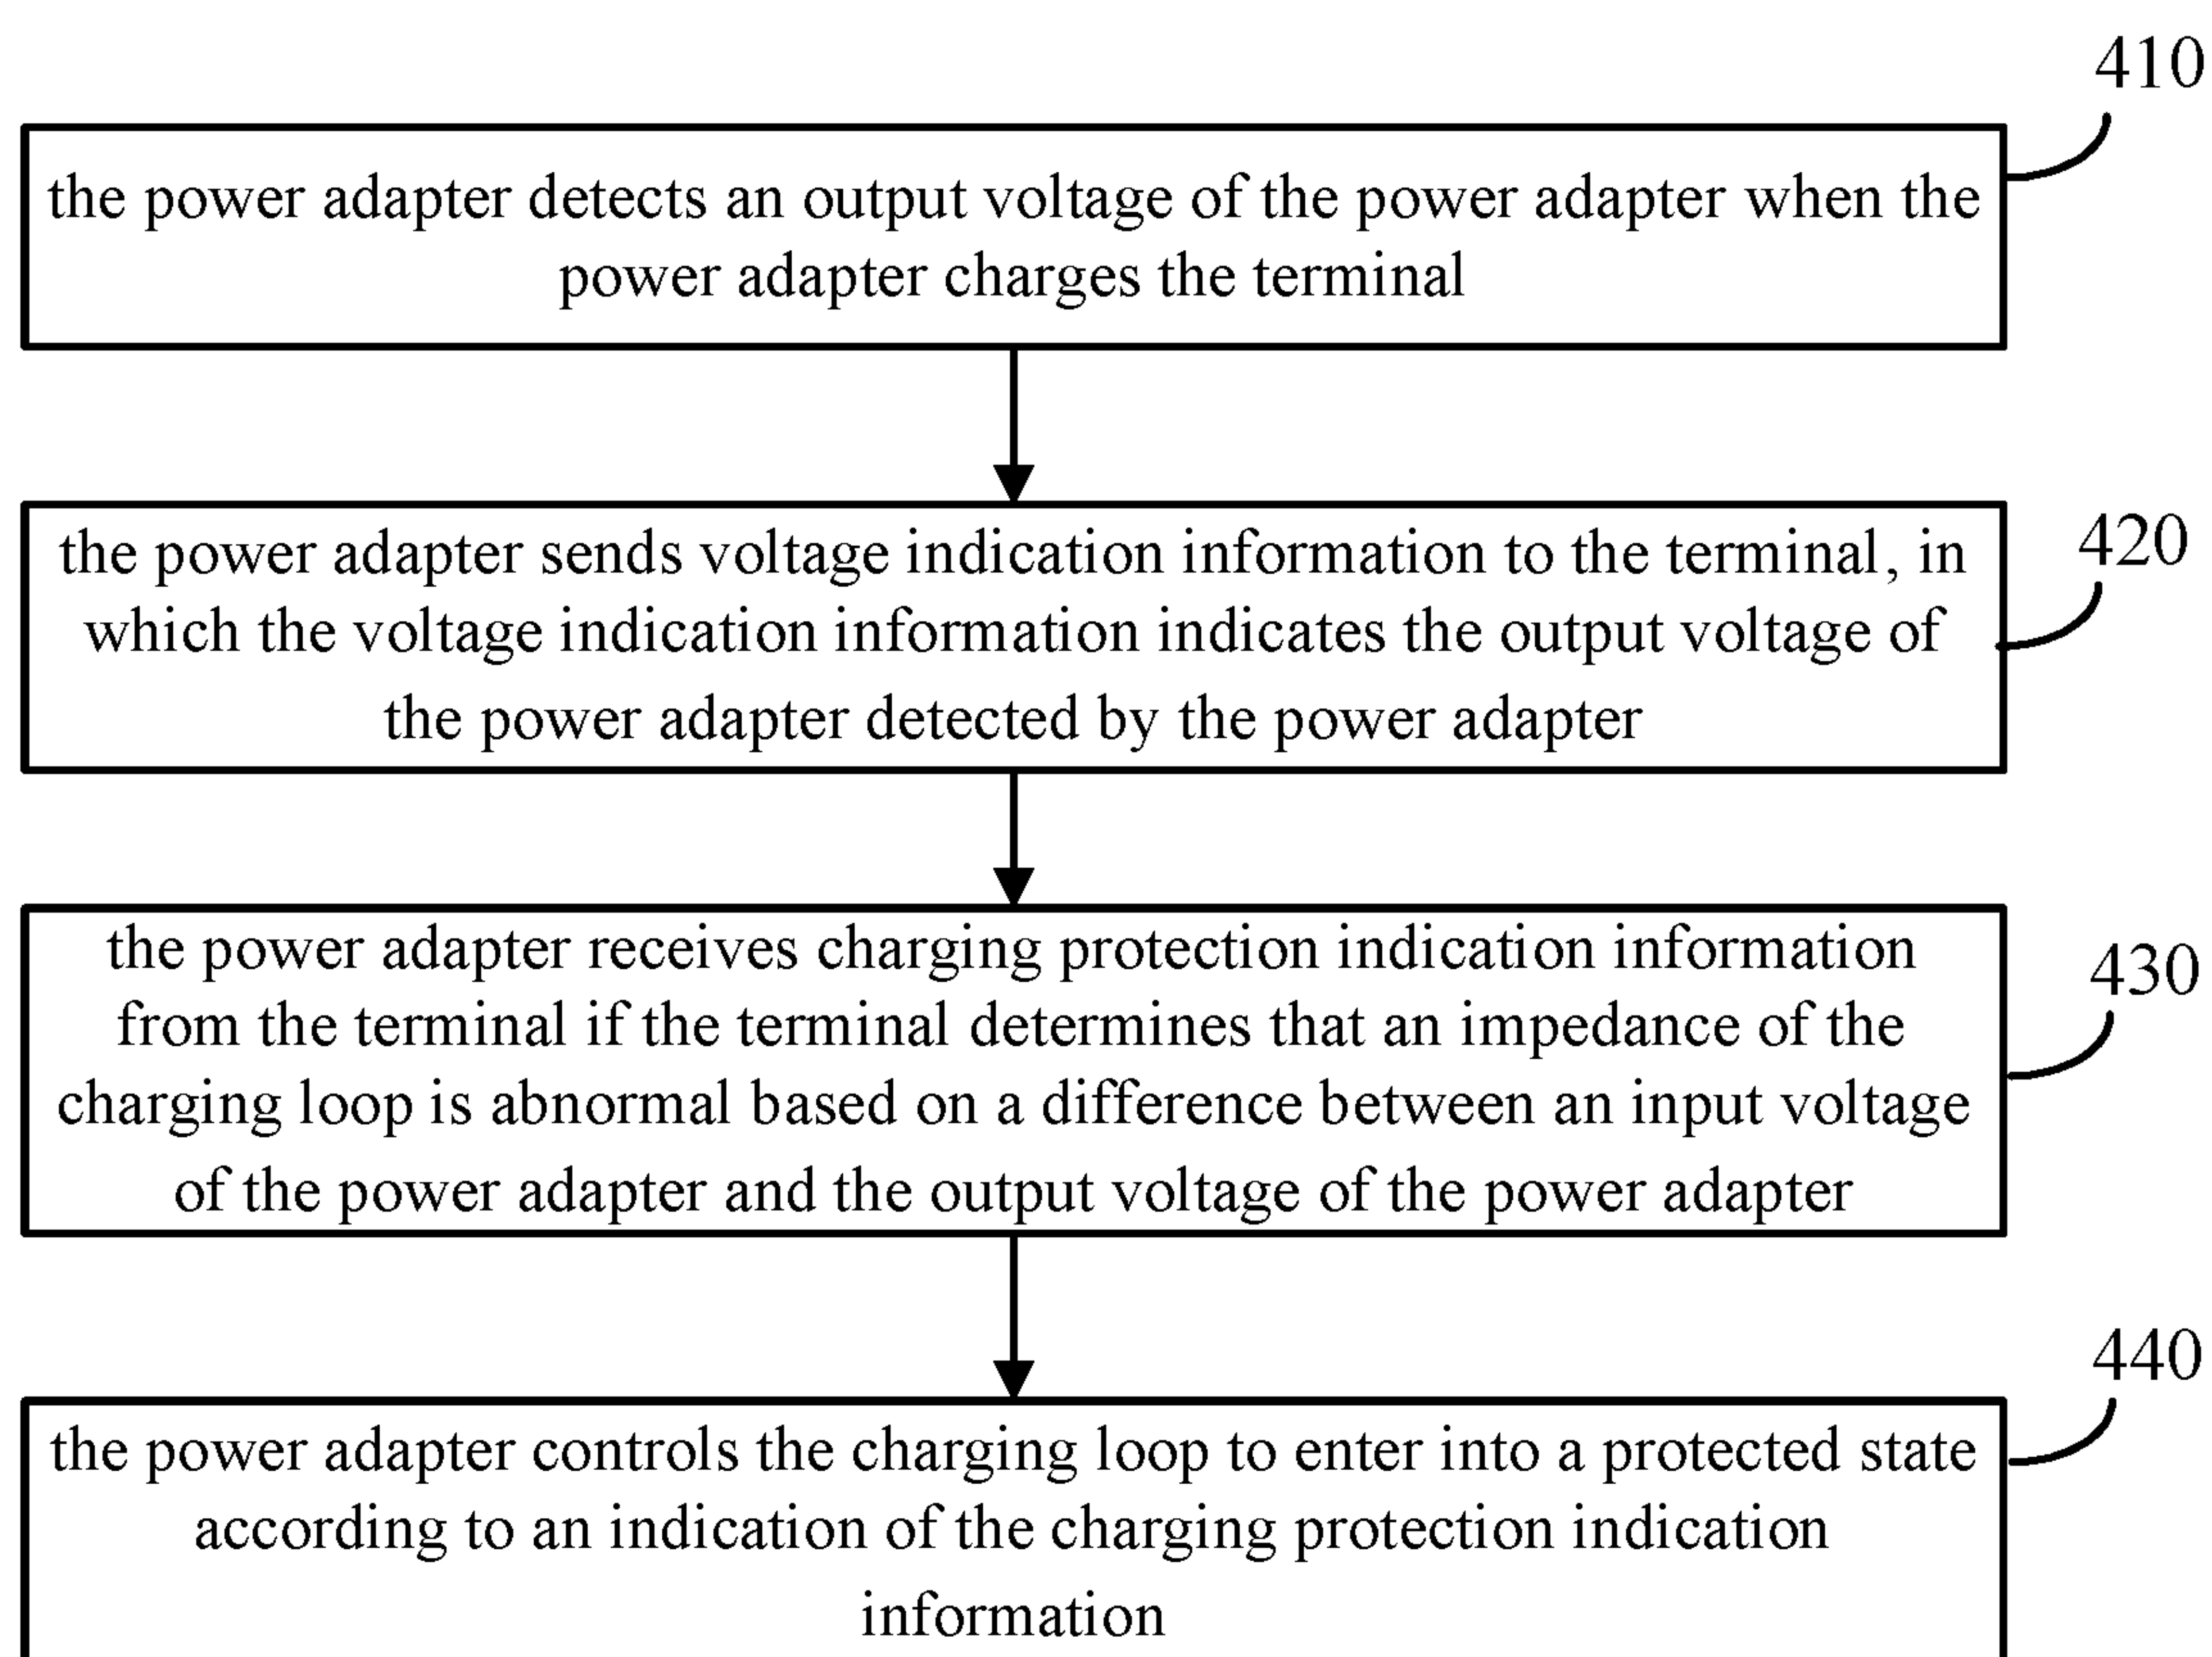 410
the power adapter detects an output voltage of the power adapter when the
power adapter charges the terminal
420
the power adapter sends voltage indication information to the terminal, in
which the voltage indication information indicates the output voltage of
the power adapter detected by the power adapter
430
the power adapter receives charging protection indication information
from the terminal if the terminal determines that an impedance of the
charging loop is abnormal based on a difference between an input voltage
of the power adapter and the output voltage of the power adapter
440
the power adapter controls the charging loop to enter into a protected state
according to an indication of the charging protection indication
information